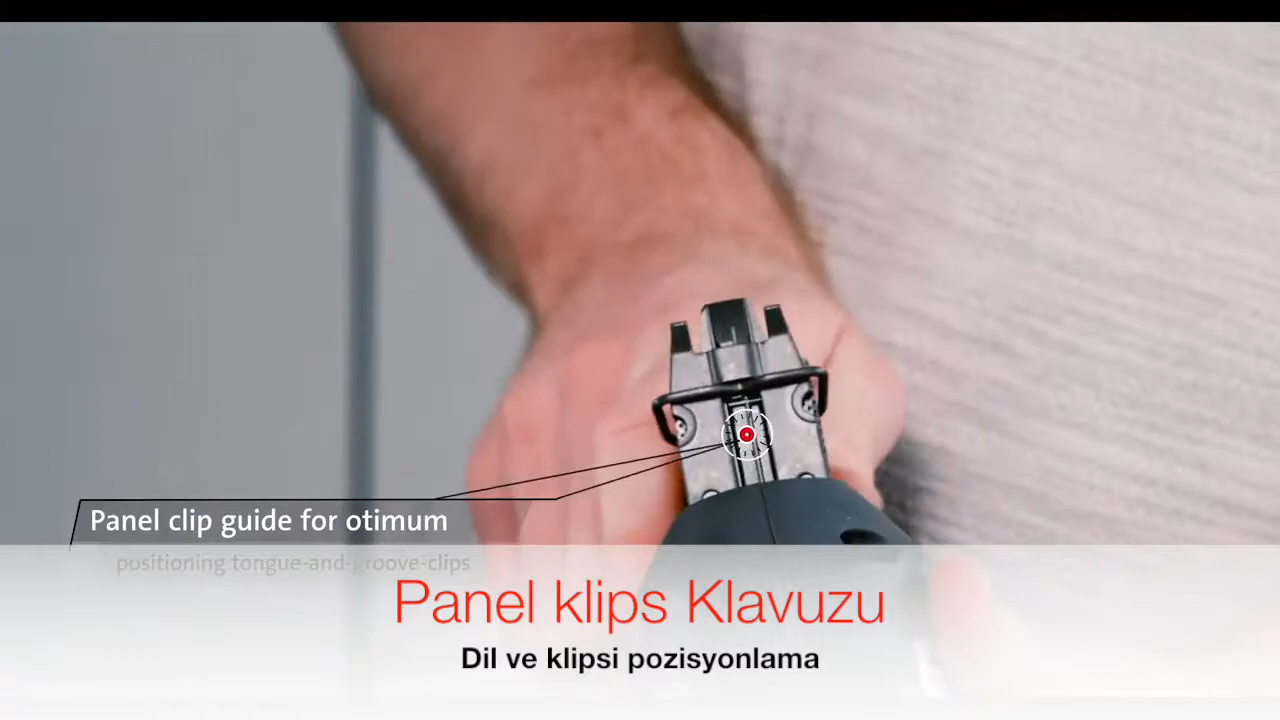 Panel clip guide for otimum
positioning tongue-and-groove-clips
Panel klips Klavuzu
Dil ve klipsi pozisyonlama